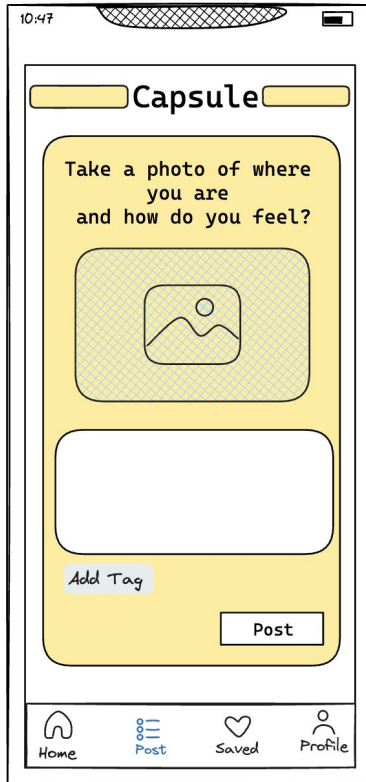 10:47
Capsule
Take a photo of where
you are
and how do you feel?
Add Tag
Post
Home
Post
Saved
Profile